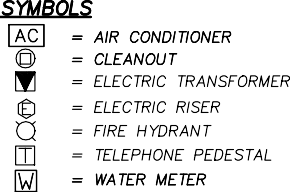 SYMBOLS
AC = AIR CONDITIONER
= CLEANOUT
= ELECTRIC TRANSFORMER
E = ELECTRIC RISER
= FIRE HYDRANT
T = TELEPHONE PEDESTAL
W = WATER METER